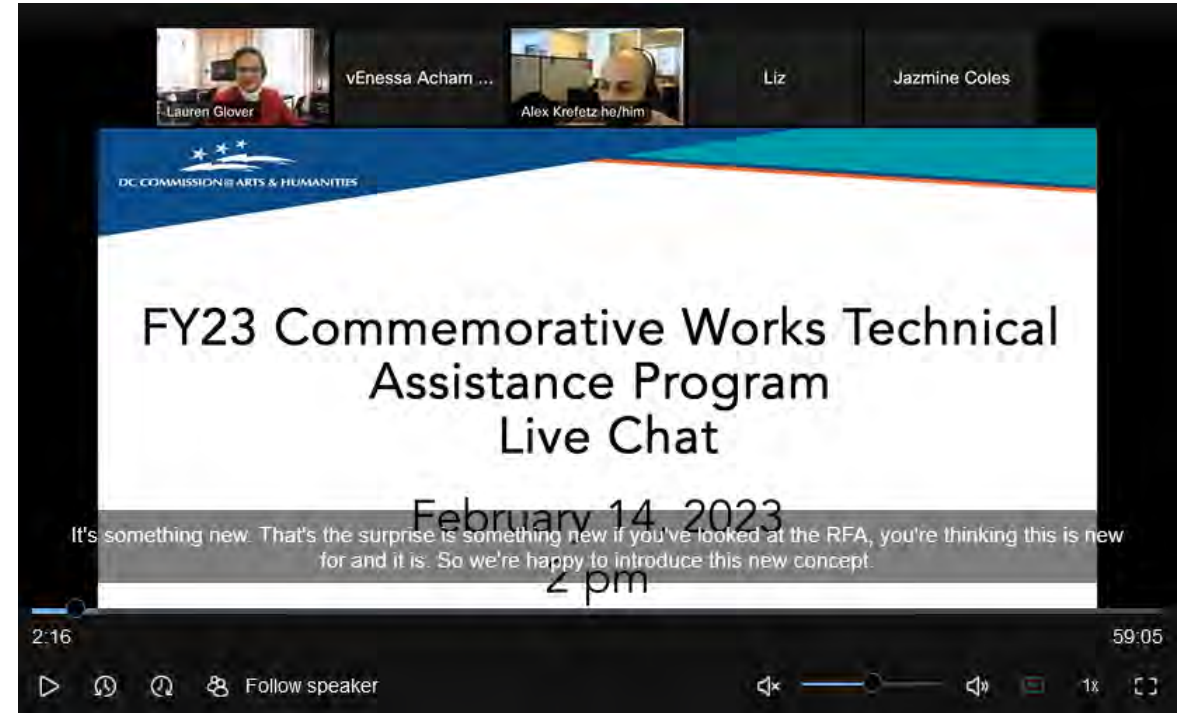 Lauren Glover
vEnessa Acham ...
Alex Krefetz he/him
Liz
Jazmine Coles
DC COMMISSION THE ARTS & HUMANITIES
FY23 Commemorative Works Technical
Assistance Program
Live Chat
February 14, 2023
2 pm
It's something new. That's the surprise is something new if you've looked at the RFA, you're thinking this is new
for and it is. So we're happy to introduce this new concept.
2:16
59:05
Follow speaker
1x